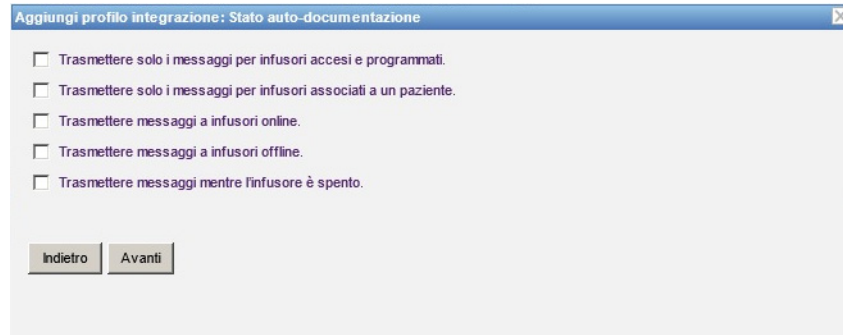 Aggiungi profilo integrazione: Stato auto-documentazione
Trasmettere solo i messaggi per infusori accesi e programmati.
Trasmettere solo i messaggi per infusori associati a un paziente.
Trasmettere messaggi a infusori online.
Trasmettere messaggi a infusori offline.
Trasmettere messaggi mentre l'infusore è spento.
Indietro Avanti